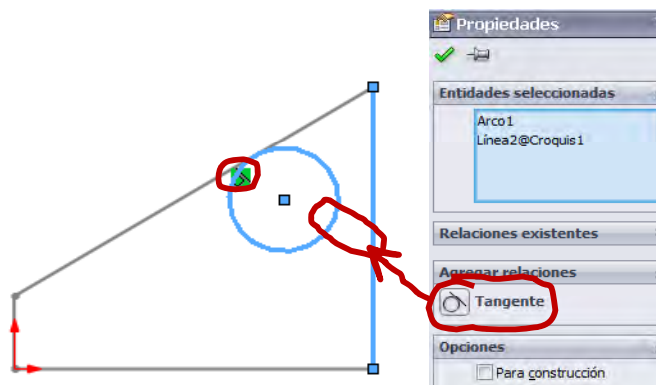 Propiedades
Entidades seleccionadas
Arco1
Línea2@Croquis1
Relaciones existentes
Agregar relaciones
Tangente
Opciones
Para construcción